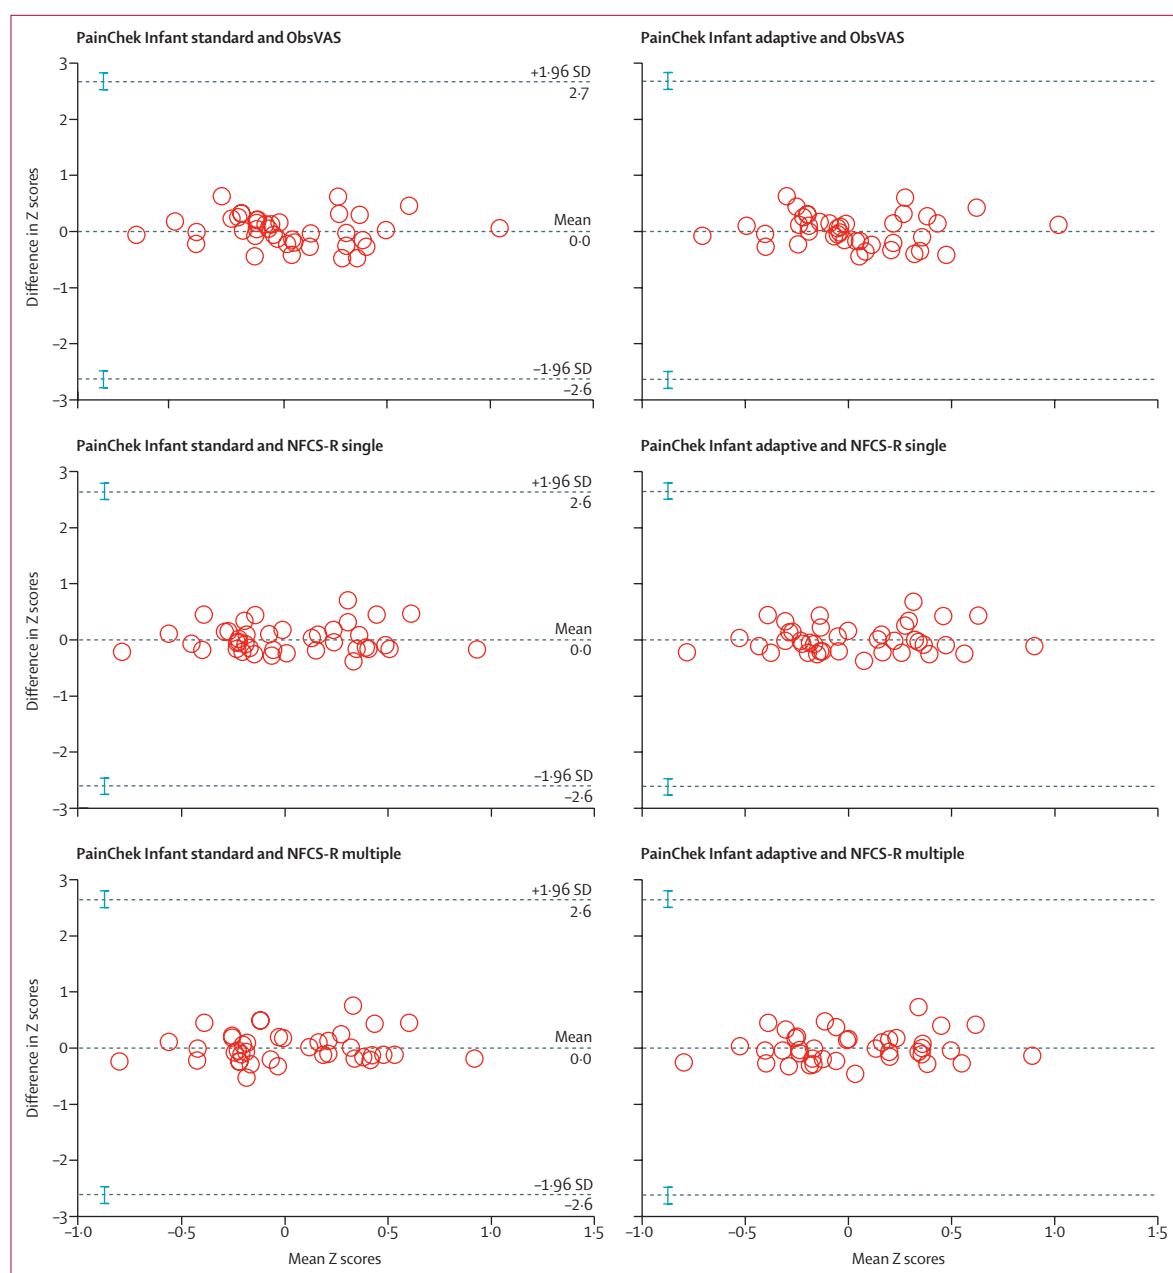 PainChek Infant standard and ObsVAS
3
2
1
0
–1
–2
–3
Difference in Z scores
+1·96 SD
2·7
Mean
0·0
–1·96 SD
–2·6
PainChek Infant adaptive and ObsVAS
PainChek Infant standard and NFCS-R single
3
2
1
0
–1
–2
–3
Difference in Z scores
+1·96 SD
2·6
Mean
0·0
–1·96 SD
–2·6
PainChek Infant adaptive and NFCS-R single
PainChek Infant standard and NFCS-R multiple
3
2
1
0
–1
–2
–3
Difference in Z scores
+1·96 SD
2·6
Mean
0·0
–1·96 SD
–2·6
–1·0 –0·5 0 0·5 1·0 1·5
Mean Z scores
PainChek Infant adaptive and NFCS-R multiple
–1·0 –0·5 0 0·5 1·0 1·5
Mean Z scores